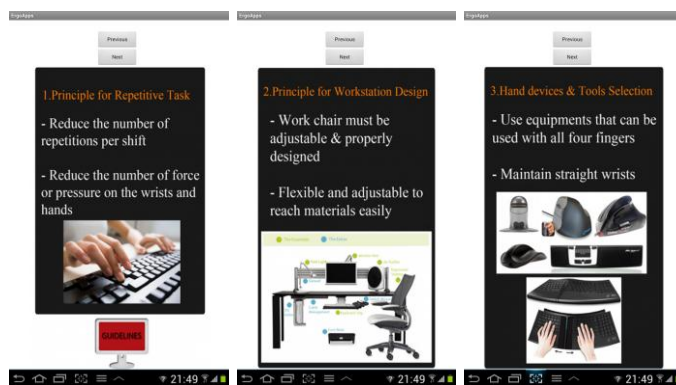 ErgoApps
Previous
Next
1.Principle for Repetitive Task
- Reduce the number of
repetitions per shift
- Reduce the number of force
or pressure on the wrists and
hands
GUIDELINES
21:49
ErgoApps
Previous
Next
2.Principle for Workstation Design
- Work chair must be
adjustable & properly
designed
- Flexible and adjustable to
reach materials easily
21:49
ErgoApps
Previous
Next
3.Hand devices & Tools Selection
- Use equipments that can be
used with all four fingers
- Maintain straight wrists
21:49